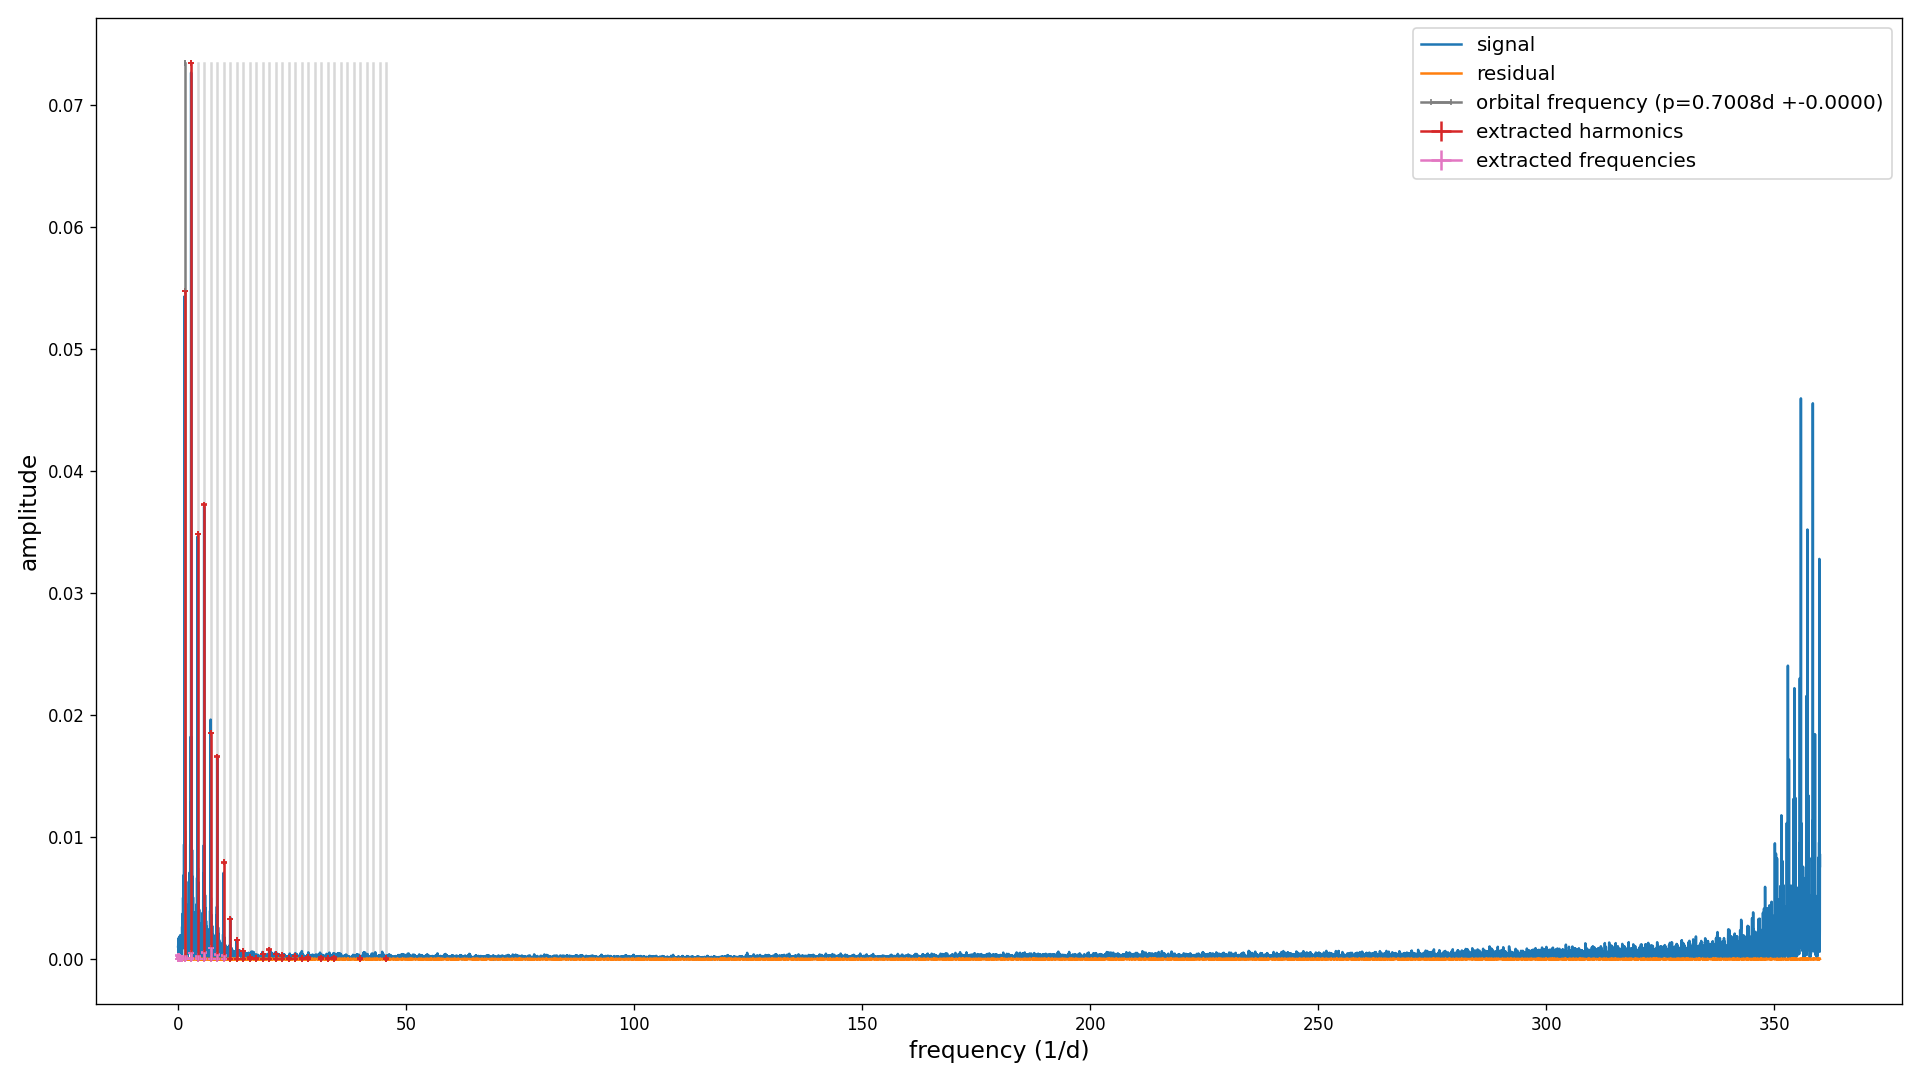 signal
residual
orbital frequency (p=0.7008d +-0.0000)
extracted harmonics
extracted frequencies
amplitude
0.07
0.06
0.05
0.04
0.03
0.02
0.01
0.00
0 50 100 150 200 250 300 350
frequency (1/d)